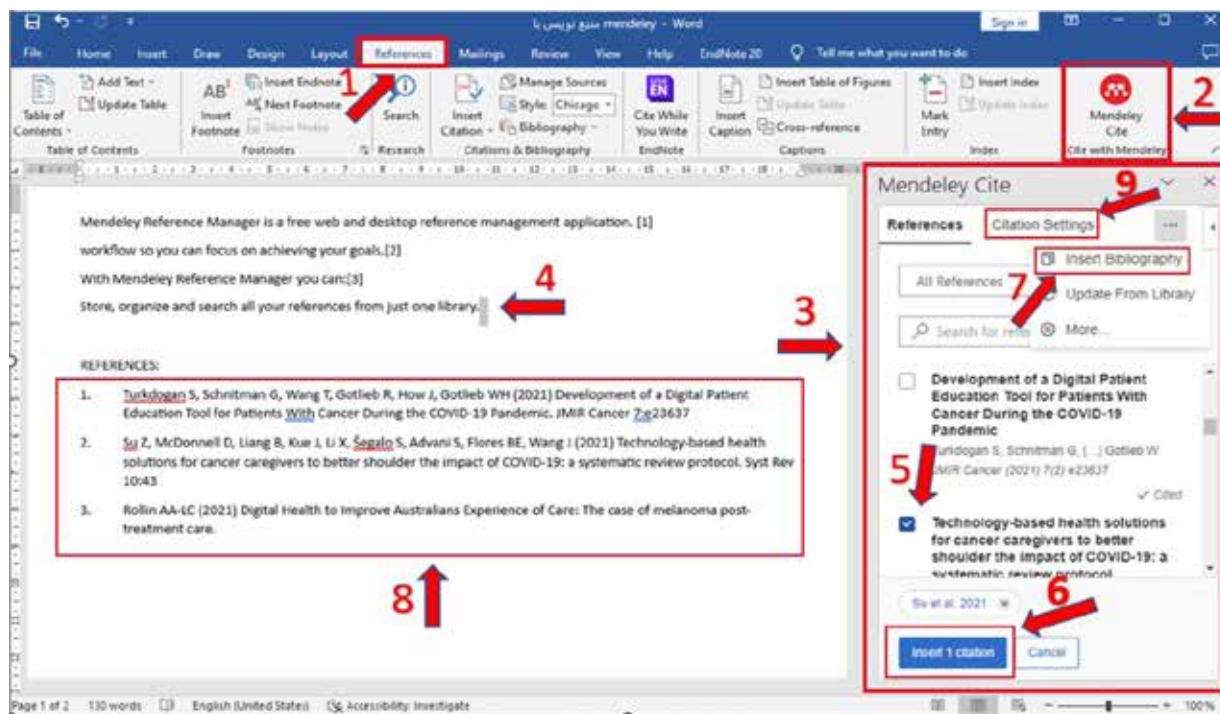 منبع نویسی با mendeley - Word
Sign in
File Home Insert Draw Design Layout References Mailings Review View Help EndNote 20 Tell me what you want to do
Table of Contents
Add Text
Update Table
Table of Contents
AB¹
Insert Footnote
Insert Endnote
Next Footnote
Show Notes
Footnotes
Search
Research
Insert Citation
Manage Sources
Style: Chicago
Bibliography
Citations & Bibliography
EN
Cite While You Write
EndNote
Insert Caption
Insert Table of Figures
Update Table
Cross-reference
Captions
Mark Entry
Insert Index
Update Index
Index
Mendeley Cite
Cite with Mendeley
1
2
Mendeley Reference Manager is a free web and desktop reference management application. [1]
workflow so you can focus on achieving your goals.[2]
With Mendeley Reference Manager you can:[3]
Store, organize and search all your references from just one library.
4
3
REFERENCES:
1. Turkdogan S, Schnitman G, Wang T, Gotlieb R, How J, Gotlieb WH (2021) Development of a Digital Patient
Education Tool for Patients With Cancer During the COVID-19 Pandemic. JMIR Cancer 7:e23637
2. Su Z, McDonnell D, Liang B, Kue J, Li X, Šegalo S, Advani S, Flores BE, Wang J (2021) Technology-based health
solutions for cancer caregivers to better shoulder the impact of COVID-19: a systematic review protocol. Syst Rev
10:43
3. Rollin AA-LC (2021) Digital Health to Improve Australians Experience of Care: The case of melanoma post-
treatment care.
8
Mendeley Cite
9
References Citation Settings
Insert Bibliography
7
All References
Update From Library
Search for
More...
Development of a Digital Patient
Education Tool for Patients With
Cancer During the COVID-19
Pandemic
Turkdogan S, Schnitman G, (...) Gotlieb W
JMIR Cancer (2021) 7(2) e23637
5
Cited
Technology-based health solutions
for cancer caregivers to better
shoulder the impact of COVID-19: a
systematic review protocol
6
Su et al. 2021
Insert 1 citation Cancel
Page 1 of 2 130 words English (United States) Accessibility: Investigate 100%